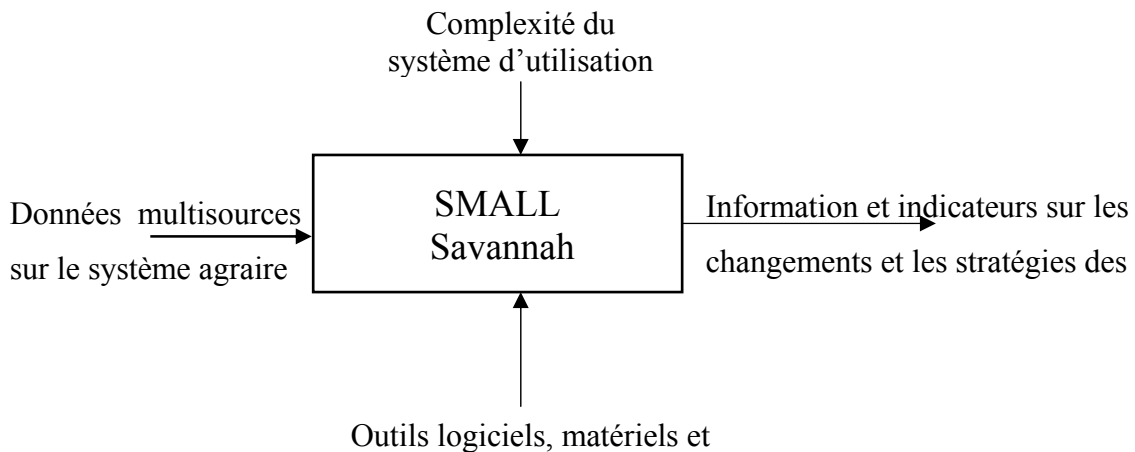 Complexité du
système d’utilisation
SMALL
Savannah
Données multisources
sur le système agraire
Information et indicateurs sur les
changements et les stratégies des
Outils logiciels, matériels et